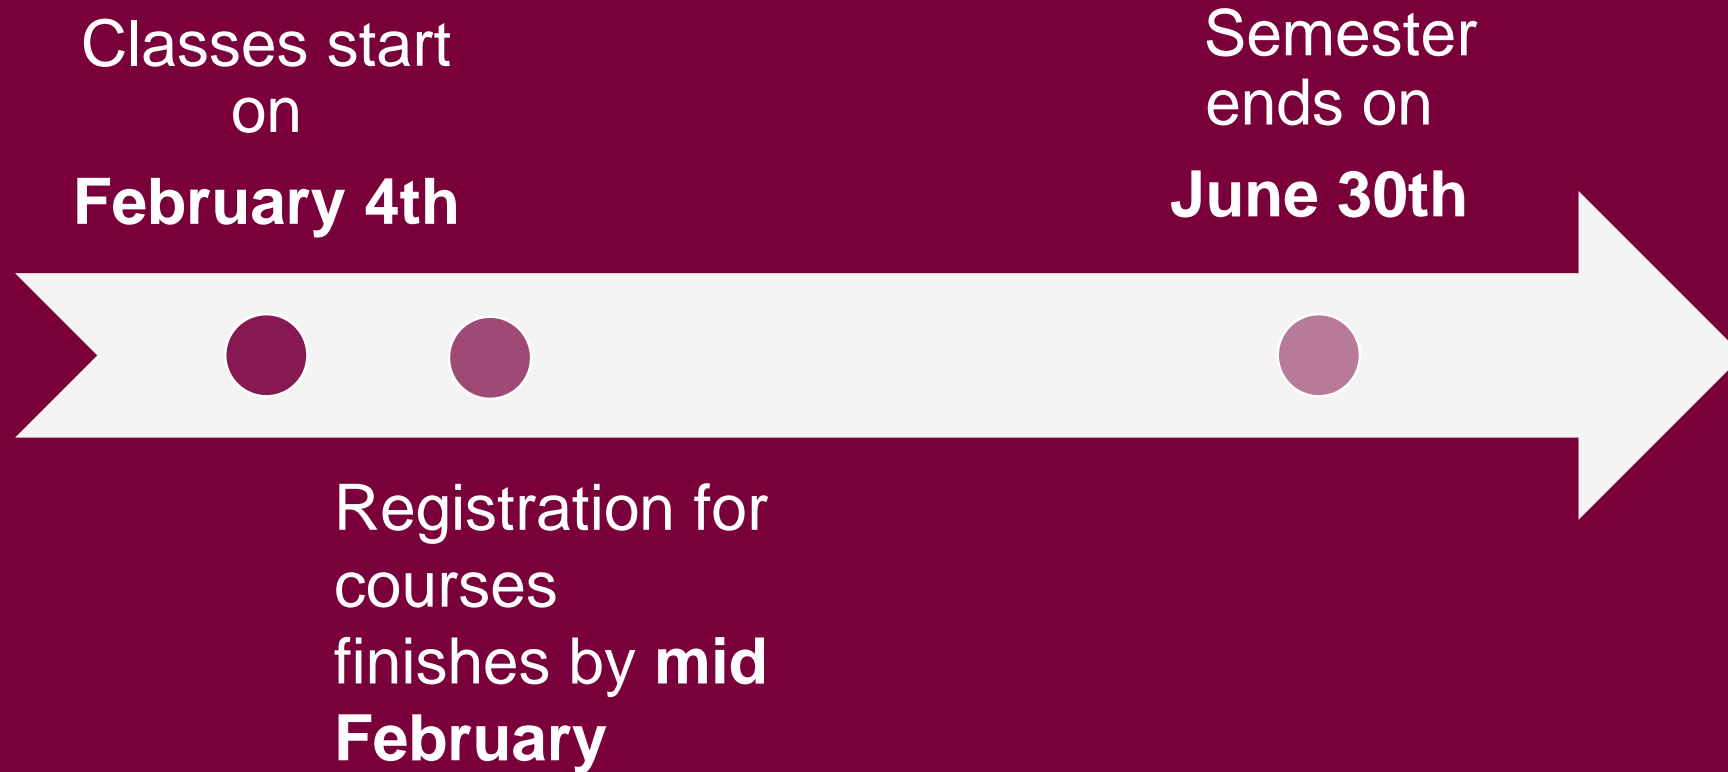 Classes start
on
February 4th
Semester
ends on
June 30th
Registration for
courses
finishes by mid
February